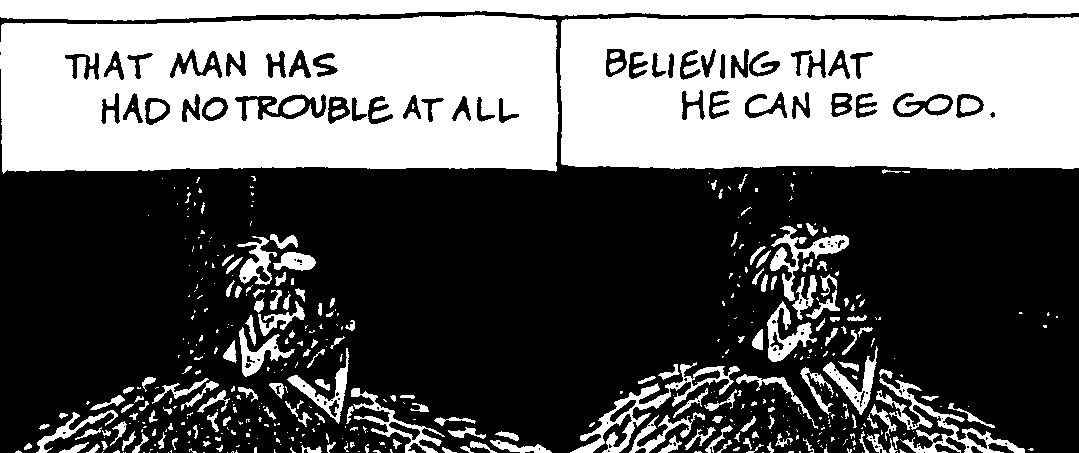 THAT MAN HAS
HAD NO TROUBLE AT ALL
BELIEVING THAT
HE CAN BE GOD.